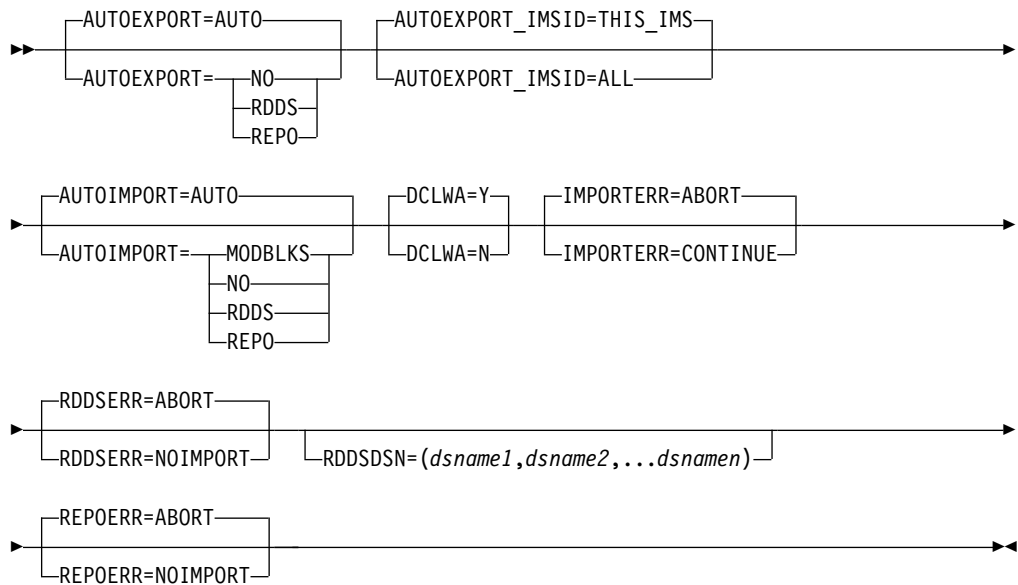 AUTOEXPORT=AUTO AUTOEXPORT_IMSID=THIS_IMS
AUTOEXPORT= NO AUTOEXPORT_IMSID=ALL
RDDS
REPO
AUTOIMPORT=AUTO DCLWA=Y IMPORTERR=ABORT
AUTOIMPORT= MODBLKS DCLWA=N IMPORTERR=CONTINUE
NO
RDDS
REPO
RDDSERR=ABORT
RDDSERR=NOIMPORT RDDSDSN=(dsname1,dsname2,...dsnamen)
REPOERR=ABORT
REPOERR=NOIMPORT